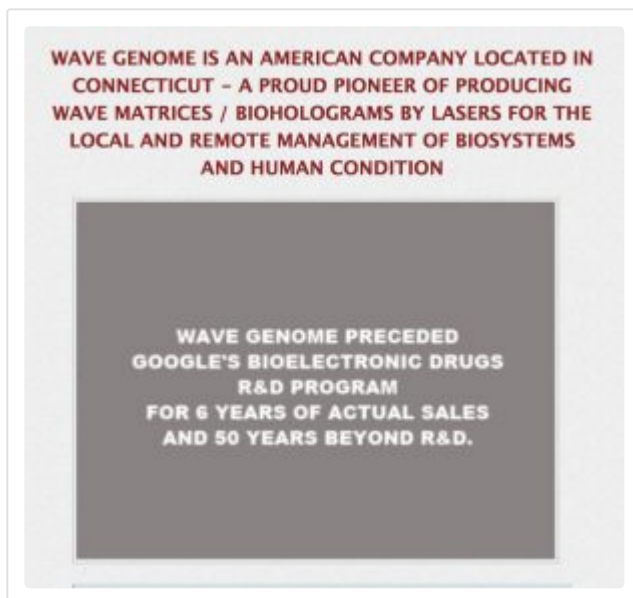 WAVE GENOME IS AN AMERICAN COMPANY LOCATED IN
CONNECTICUT – A PROUD PIONEER OF PRODUCING
WAVE MATRICES / BIOHOLOGRAMS BY LASERS FOR THE
LOCAL AND REMOTE MANAGEMENT OF BIOSYSTEMS
AND HUMAN CONDITION
WAVE GENOME PRECEDED
GOOGLE'S BIOELECTRONIC DRUGS
R&D PROGRAM
FOR 6 YEARS OF ACTUAL SALES
AND 50 YEARS BEYOND R&D.